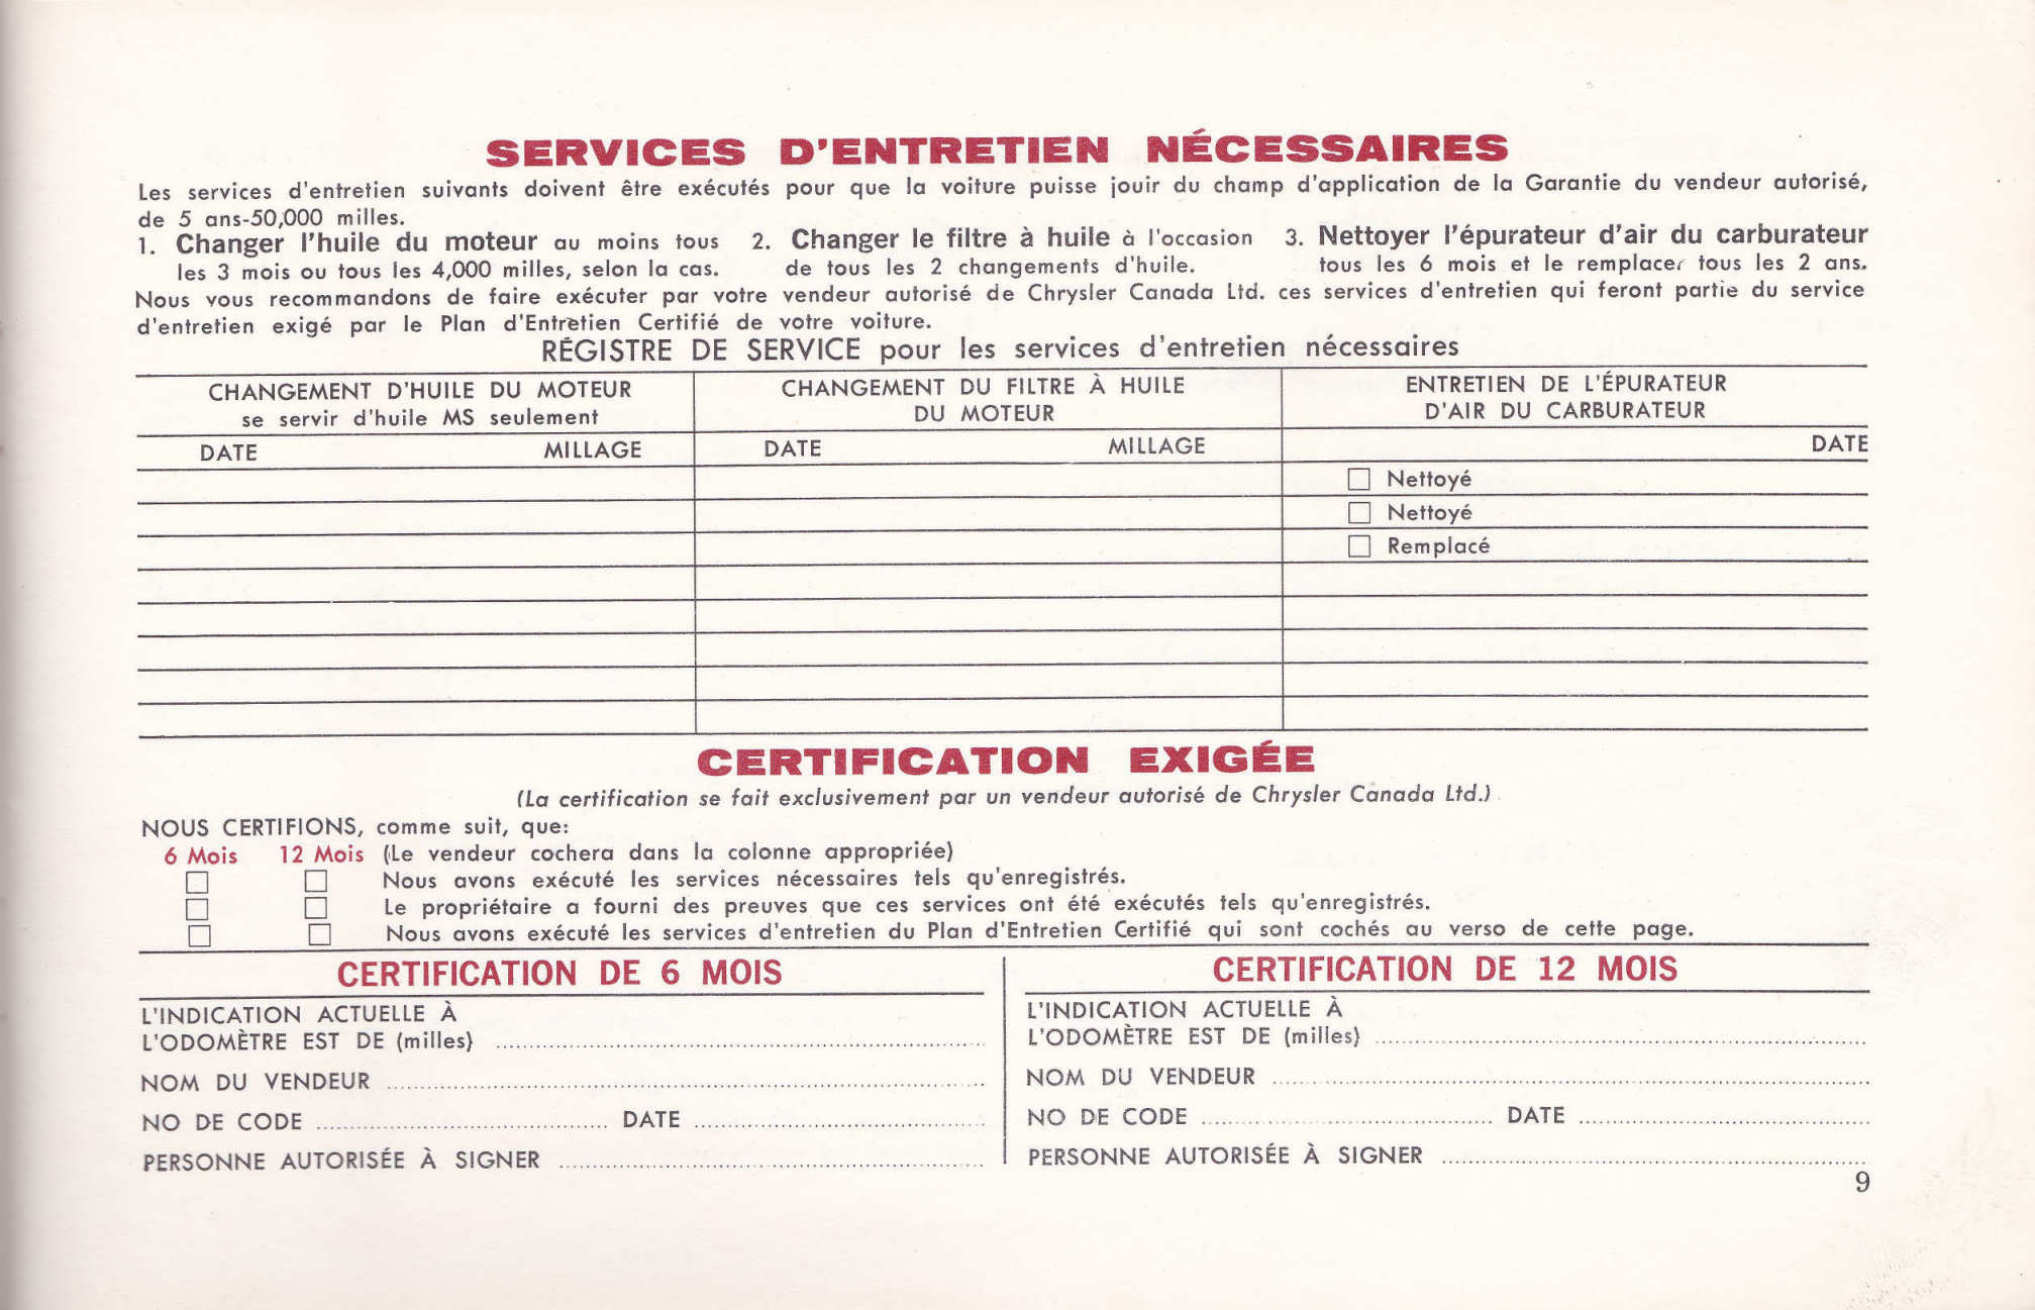 SERVICES D'ENTRETIEN NÉCESSAIRES
Les services d'entretien suivants doivent être exécutés pour que la voiture puisse jouir du champ d'application de la Garantie du vendeur autorisé,
de 5 ans-50,000 milles.
1. Changer l'huile du moteur au moins tous
les 3 mois ou tous les 4,000 milles, selon la cas.
2. Changer le filtre à huile à l'occasion
de tous les 2 changements d'huile.
3. Nettoyer l'épurateur d'air du carburateur
tous les 6 mois et le remplacer tous les 2 ans.
Nous vous recommandons de faire exécuter par votre vendeur autorisé de Chrysler Canada Ltd. ces services d'entretien qui feront partie du service
d'entretien exigé par le Plan d'Entretien Certifié de votre voiture.
RÉGISTRE DE SERVICE pour les services d'entretien nécessaires
CHANGEMENT D'HUILE DU MOTEUR
se servir d'huile MS seulement
CHANGEMENT DU FILTRE À HUILE
DU MOTEUR
ENTRETIEN DE L'ÉPURATEUR
D'AIR DU CARBURATEUR
DATE MILLAGE DATE MILLAGE DATE
☐ Nettoyé
☐ Nettoyé
☐ Remplacé
CERTIFICATION EXIGÉE
(La certification se fait exclusivement par un vendeur autorisé de Chrysler Canada Ltd.)
NOUS CERTIFIONS, comme suit, que:
6 Mois 12 Mois (Le vendeur cochera dans la colonne appropriée)
☐ ☐ Nous avons exécuté les services nécessaires tels qu'enregistrés.
☐ ☐ Le propriétaire a fourni des preuves que ces services ont été exécutés tels qu'enregistrés.
☐ ☐ Nous avons exécuté les services d'entretien du Plan d'Entretien Certifié qui sont cochés au verso de cette page.
CERTIFICATION DE 6 MOIS
L'INDICATION ACTUELLE À
L'ODOMÈTRE EST DE (milles)
NOM DU VENDEUR
NO DE CODE DATE
PERSONNE AUTORISÉE À SIGNER
CERTIFICATION DE 12 MOIS
L'INDICATION ACTUELLE À
L'ODOMÈTRE EST DE (milles)
NOM DU VENDEUR
NO DE CODE DATE
PERSONNE AUTORISÉE À SIGNER
9